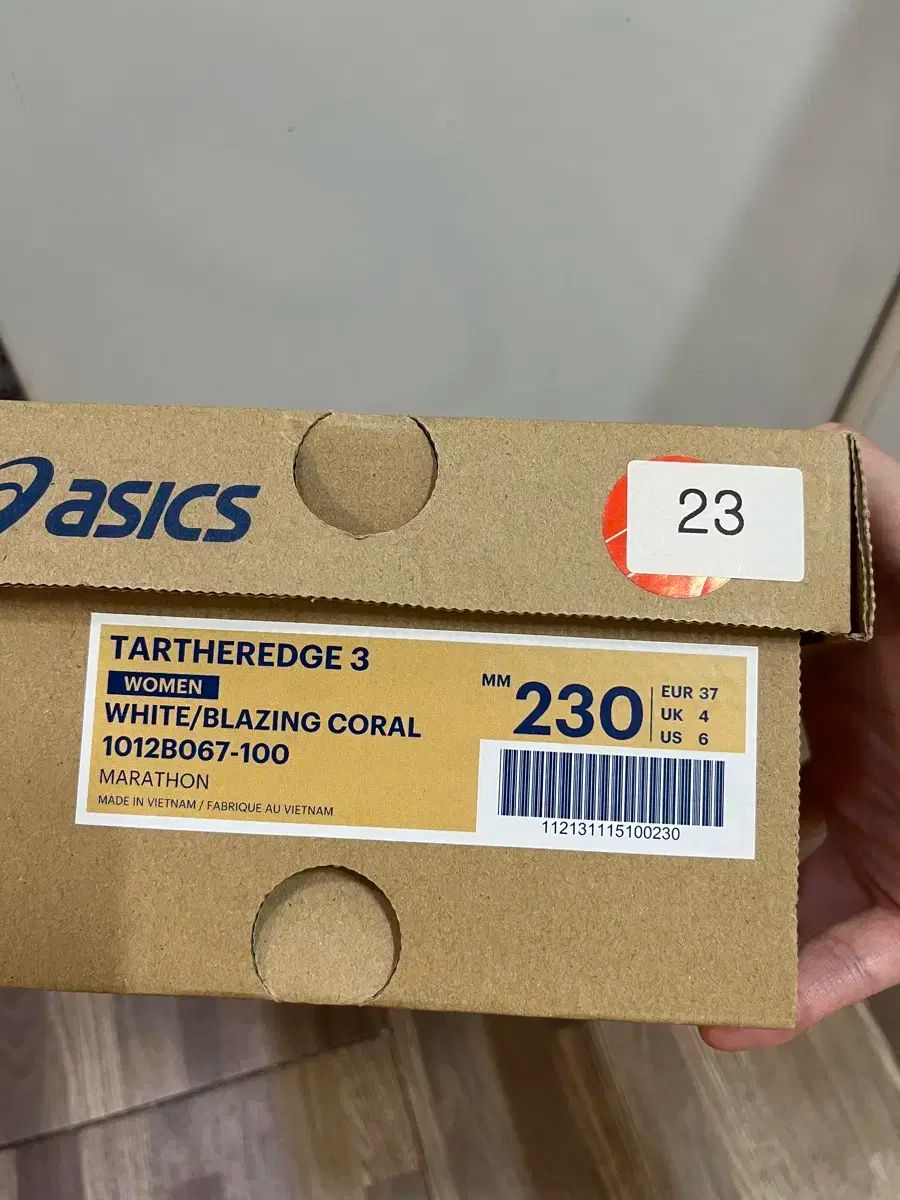 asics
23
TARTHEREDGE 3
WOMEN
WHITE/BLAZING CORAL
1012B067-100
MARATHON
MADE IN VIETNAM / FABRIQUE AU VIETNAM
MM 230
EUR 37
UK 4
US 6
112131115100230